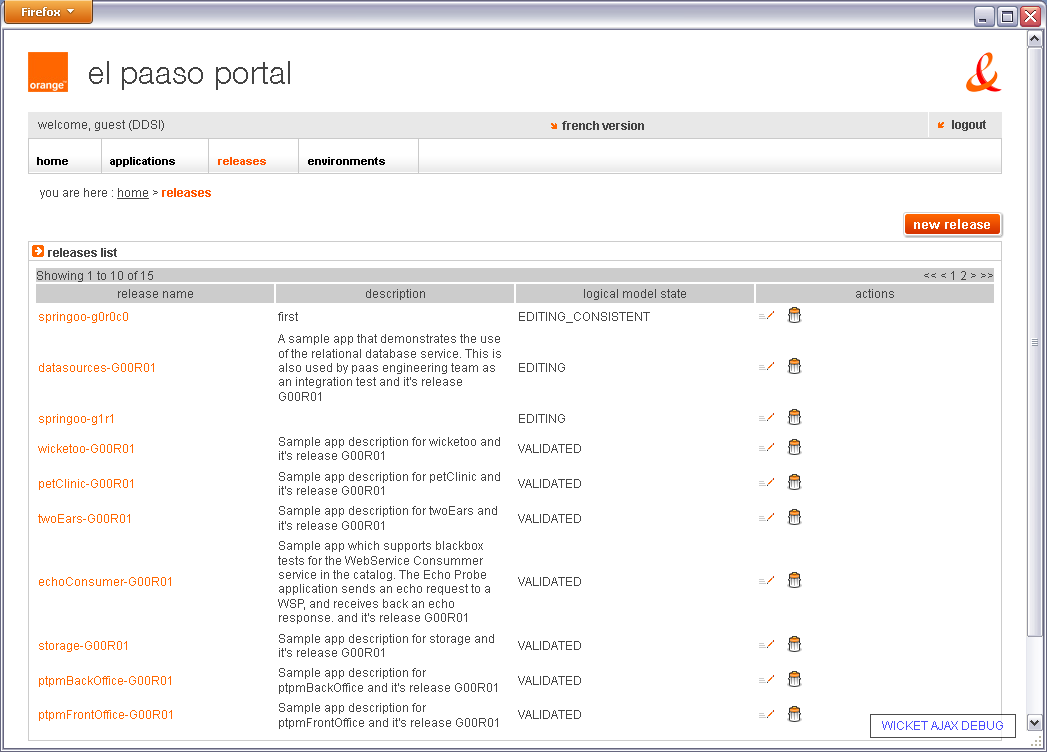 Firefox
orange™
el paaso portal
welcome, guest (DDSI)
french version
logout
home
applications
releases
environments
you are here : home > releases
new release
releases list
Showing 1 to 10 of 15
<< < 1 2 > >>
release name
description
logical model state
actions
springoo-g0r0c0
first
EDITING_CONSISTENT
datasources-G00R01
A sample app that demonstrates the use
of the relational database service. This is
also used by paas engineering team as
an integration test and it's release
G00R01
EDITING
springoo-g1r1
EDITING
wicketoo-G00R01
Sample app description for wicketoo and
it's release G00R01
VALIDATED
petClinic-G00R01
Sample app description for petClinic and
it's release G00R01
VALIDATED
twoEars-G00R01
Sample app description for twoEars and
it's release G00R01
VALIDATED
echoConsumer-G00R01
Sample app which supports blackbox
tests for the WebService Consummer
service in the catalog. The Echo Probe
application sends an echo request to a
WSP, and receives back an echo
response. and it's release G00R01
VALIDATED
storage-G00R01
Sample app description for storage and
it's release G00R01
VALIDATED
ptpmBackOffice-G00R01
Sample app description for
ptpmBackOffice and it's release G00R01
VALIDATED
ptpmFrontOffice-G00R01
Sample app description for
ptpmFrontOffice and it's release G00R01
VALIDATED
WICKET AJAX DEBUG